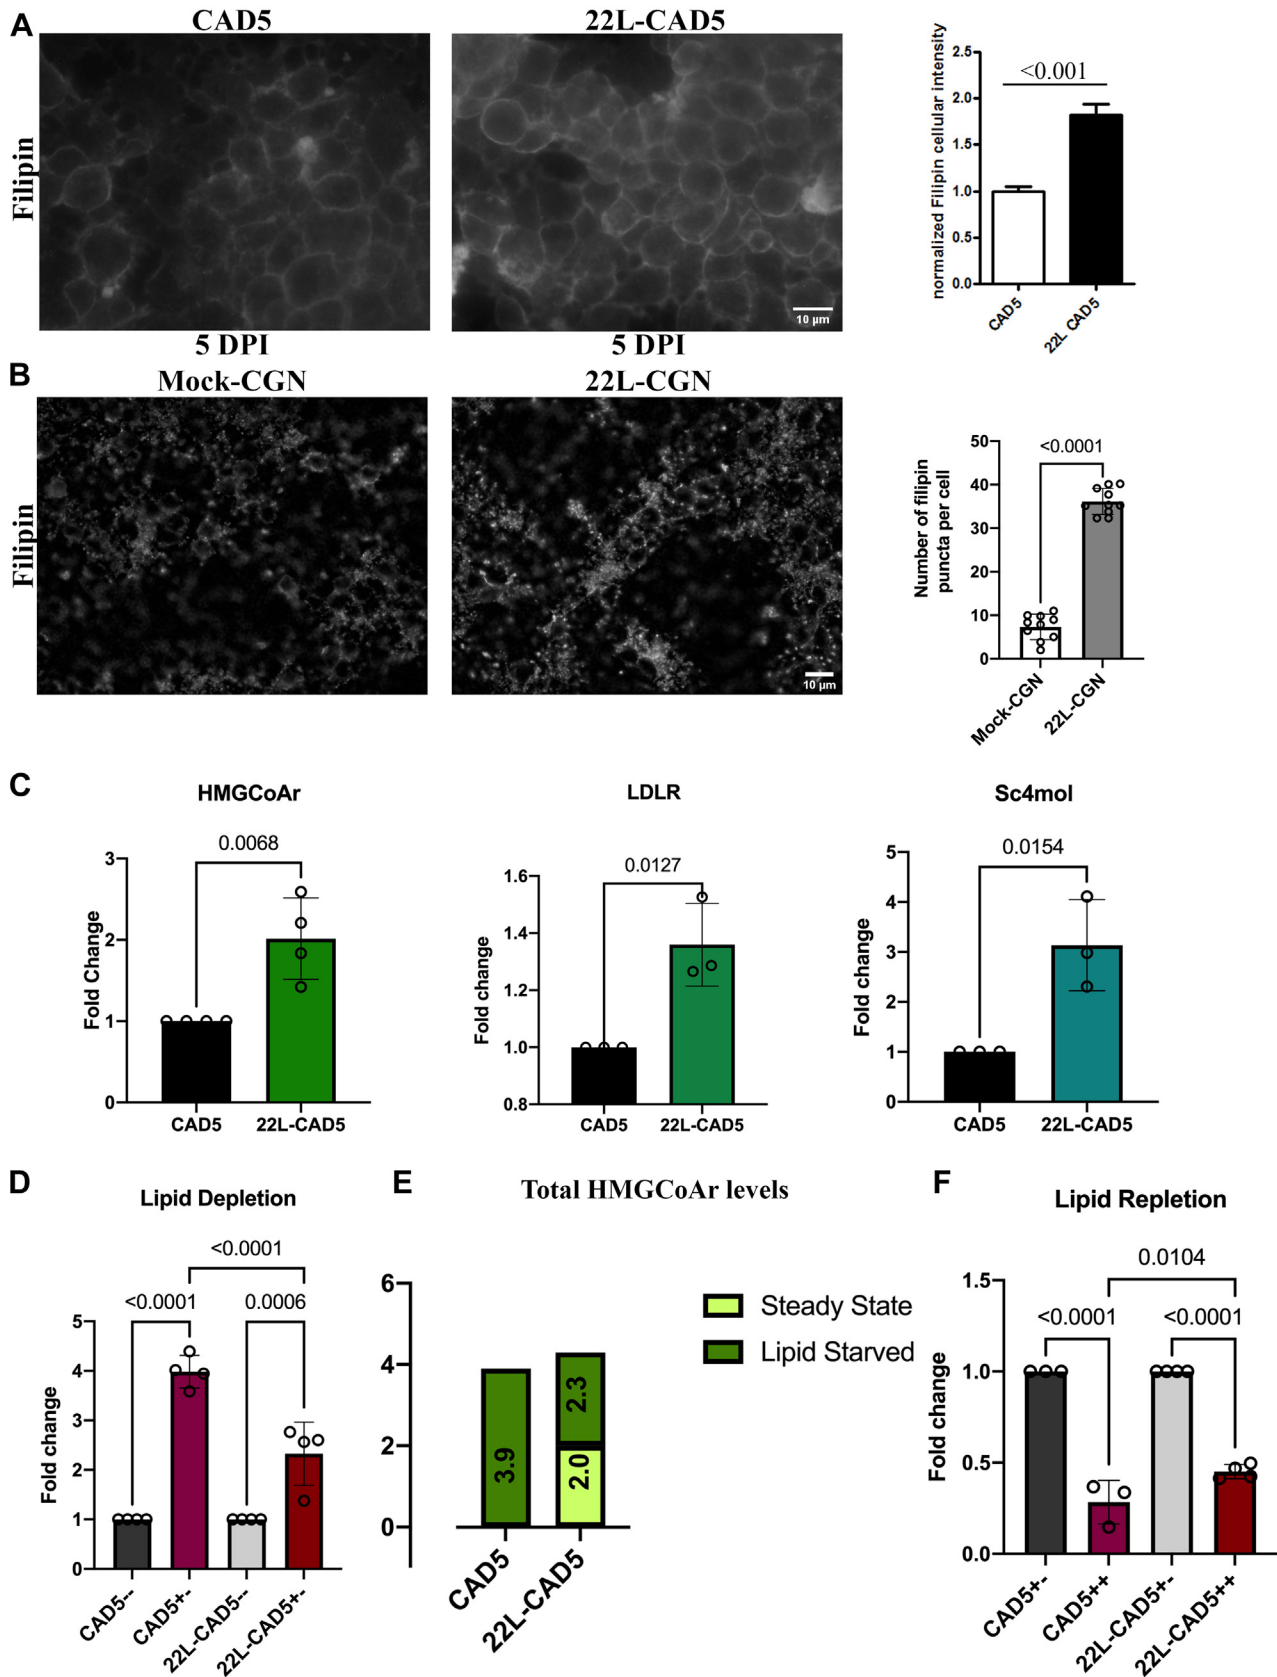 A
CAD5
22L-CAD5
Filipin
10 µm
5 DPI
5 DPI
normalized Filipin cellular intensity
2.5
2.0
1.5
1.0
0.5
0.0
<0.001
CAD5
22L CAD5
B
Mock-CGN
22L-CGN
Filipin
10 µm
Number of filipin
puncta per cell
50
40
30
20
10
0
<0.0001
Mock-CGN
22L-CGN
C
HMGCoAr
Fold Change
3
2
1
0
0.0068
CAD5
22L-CAD5
LDLR
Fold change
1.6
1.4
1.2
1.0
0.8
0.0127
CAD5
22L-CAD5
Sc4mol
Fold change
5
4
3
2
1
0
0.0154
CAD5
22L-CAD5
D
Lipid Depletion
Fold change
5
4
3
2
1
0
<0.0001
<0.0001
0.0006
CAD5--
CAD5+-
22L-CAD5--
22L-CAD5+-
E
Total HMGCoAr levels
6
4
2
0
3.9
2.3
2.0
CAD5
22L-CAD5
Steady State
Lipid Starved
F
Lipid Repletion
Fold change
1.5
1.0
0.5
0.0
0.0104
<0.0001
<0.0001
CAD5+-
CAD5++
22L-CAD5+-
22L-CAD5++